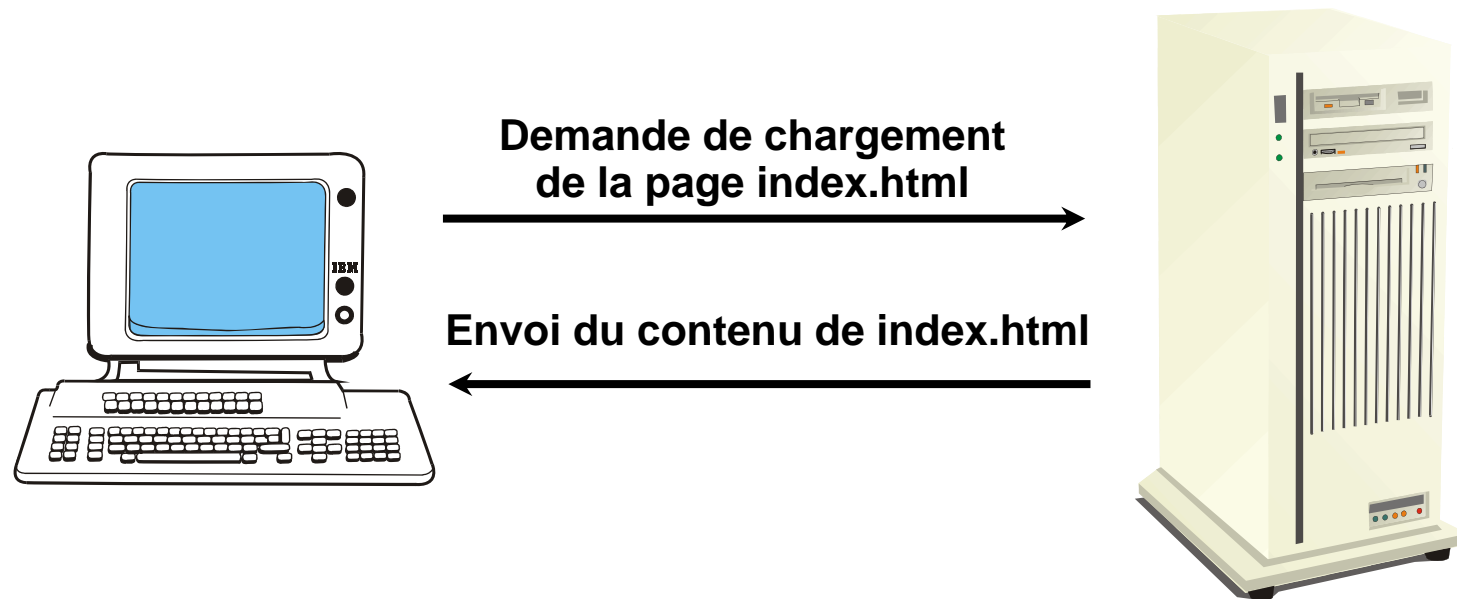 Demande de chargement
de la page index.html
IBM
Envoi du contenu de index.html